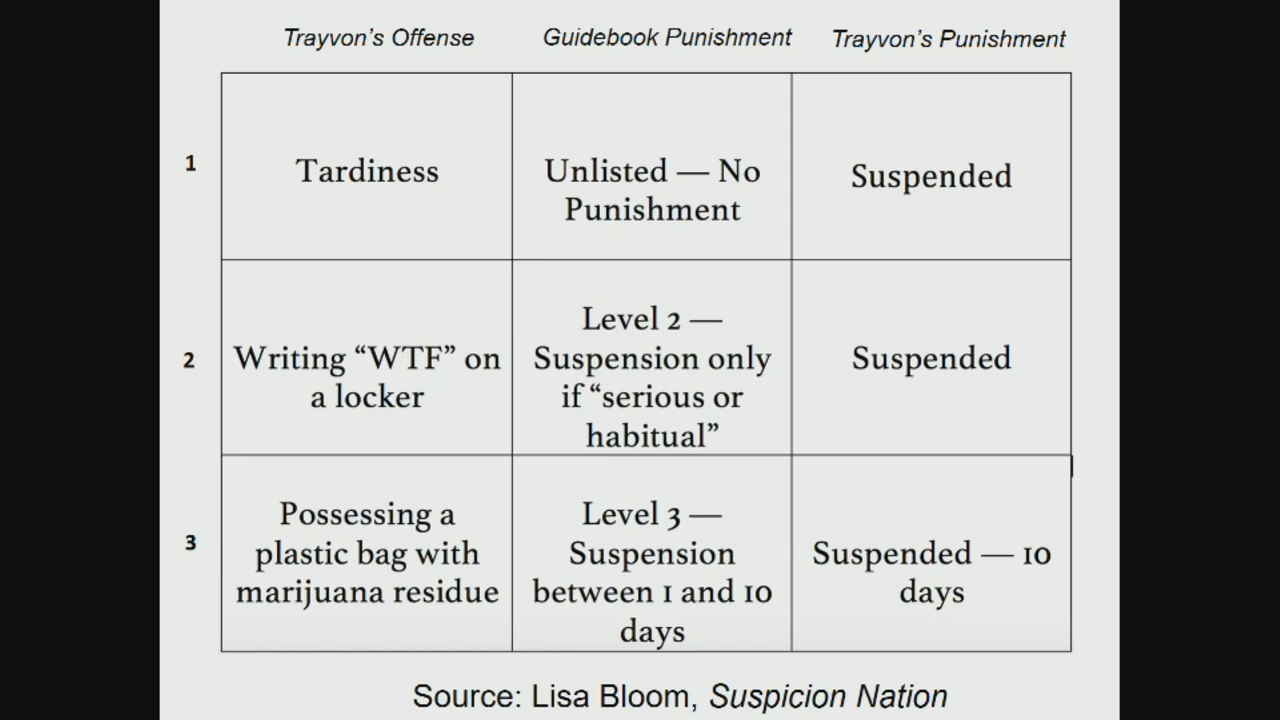 Trayvon's Offense
Guidebook Punishment
Trayvon's Punishment
1
Tardiness
Unlisted — No
Punishment
Suspended
2
Writing “WTF” on
a locker
Level 2 —
Suspension only
if “serious or
habitual”
Suspended
3
Possessing a
plastic bag with
marijuana residue
Level 3 —
Suspension
between 1 and 10
days
Suspended — 10
days
Source: Lisa Bloom, Suspicion Nation